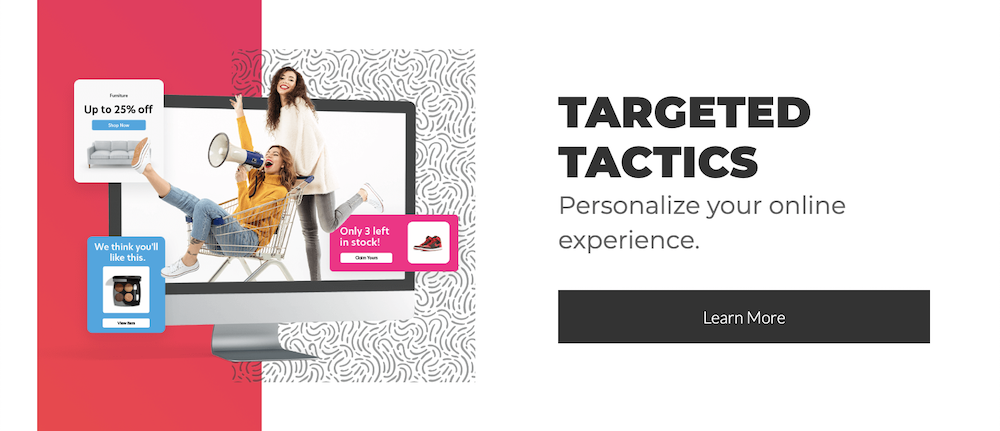 Furniture
Up to 25% off
Shop Now
We think you'll
like this.
View Item
Only 3 left
in stock!
Claim Yours
TARGETED
TACTICS
Personalize your online
experience.
Learn More